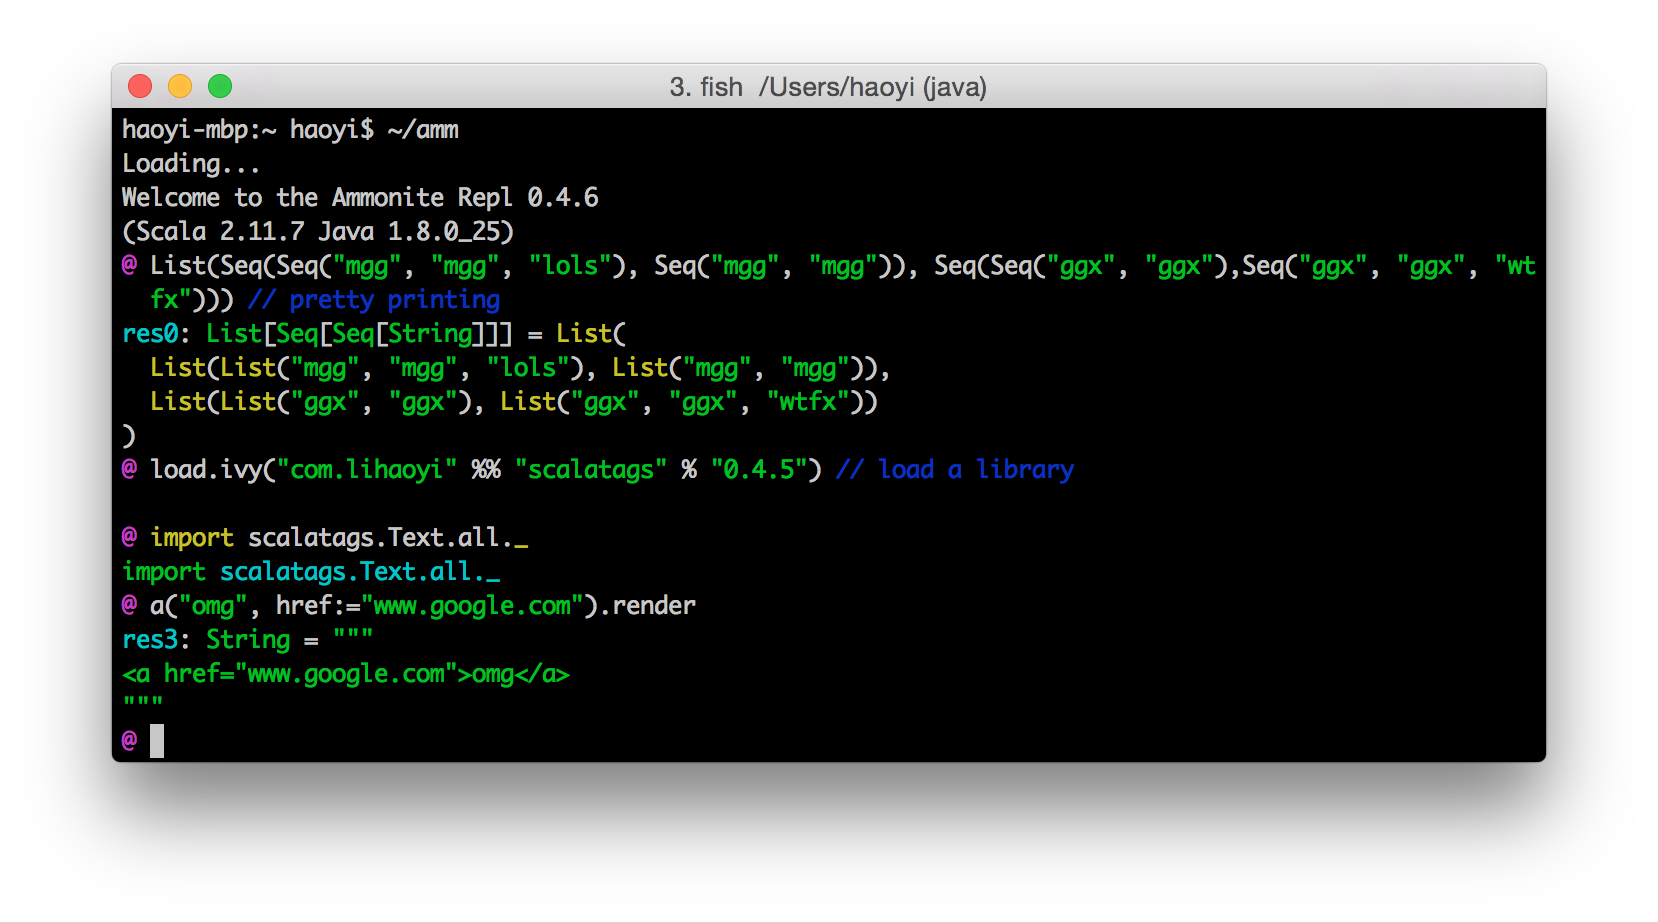 3. fish  /Users/haoyi (java)
haoyi-mbp:~ haoyi$ ~/amm
Loading...
Welcome to the Ammonite Repl 0.4.6
(Scala 2.11.7 Java 1.8.0_25)
@ List(Seq(Seq("mgg", "mgg", "lols"), Seq("mgg", "mgg")), Seq(Seq("ggx", "ggx"),Seq("ggx", "ggx", "wt
  fx"))) // pretty printing
res0: List[Seq[Seq[String]]] = List(
  List(List("mgg", "mgg", "lols"), List("mgg", "mgg")),
  List(List("ggx", "ggx"), List("ggx", "ggx", "wtfx"))
)
@ load.ivy("com.lihaoyi" %% "scalatags" % "0.4.5") // load a library
@ import scalatags.Text.all._
import scalatags.Text.all._
@ a("omg", href:="www.google.com").render
res3: String = """
<a href="www.google.com">omg</a>
"""
@